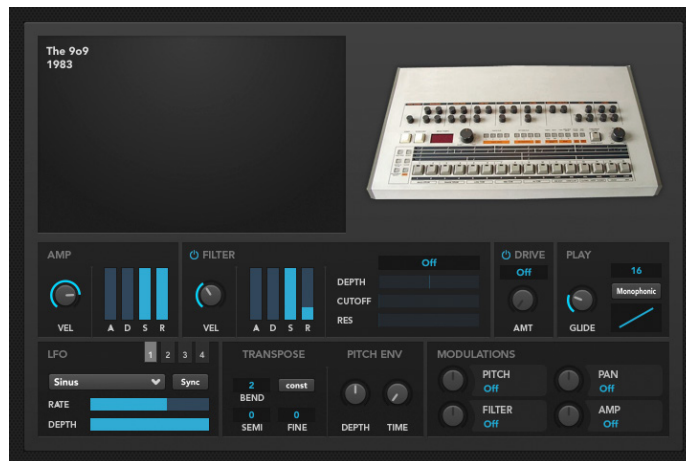 The 9o9
1983
AMP
VEL
A D S R
FILTER
VEL
A D S R
Off
DEPTH
CUTOFF
RES
DRIVE
Off
AMT
PLAY
16
Monophonic
GLIDE
LFO
1 2 3 4
Sinus
Sync
RATE
DEPTH
TRANSPOSE
2
BEND
const
0
SEMI
0
FINE
PITCH ENV
DEPTH
TIME
MODULATIONS
PITCH
Off
PAN
Off
FILTER
Off
AMP
Off